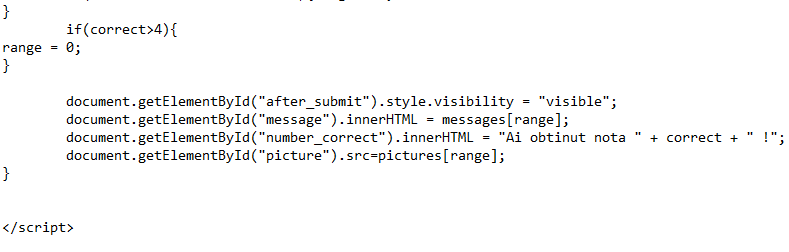 }
if(correct>4){
range = 0;
}
document.getElementById("after_submit").style.visibility = "visible";
document.getElementById("message").innerHTML = messages[range];
document.getElementById("number_correct").innerHTML = "Ai obtinut nota " + correct + " !";
document.getElementById("picture").src=pictures[range];
}
</script>